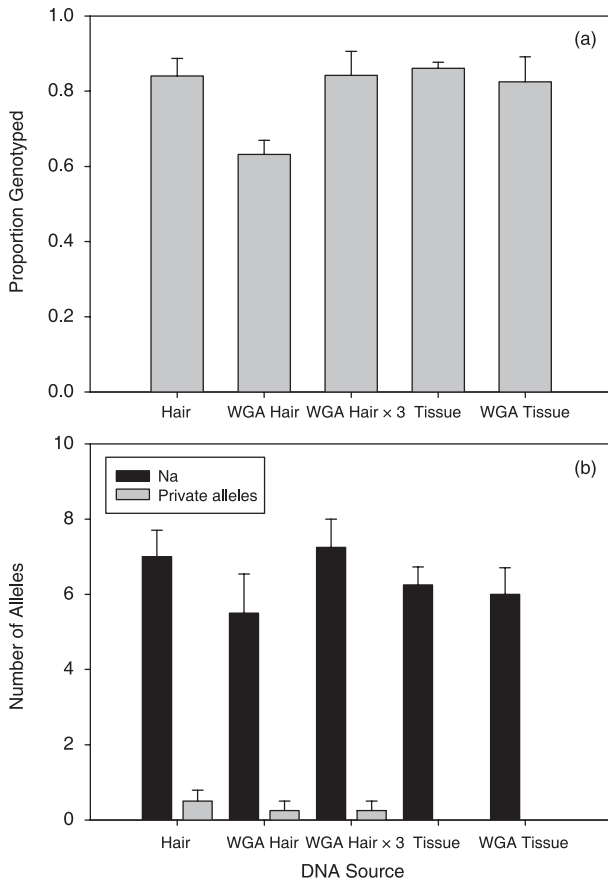 1.0
(a)
0.8
0.6
0.4
0.2
0.0
Proportion Genotyped
Hair WGA Hair WGA Hair × 3 Tissue WGA Tissue
10
(b)
Na
Private alleles
8
6
4
2
0
Number of Alleles
Hair WGA Hair WGA Hair × 3 Tissue WGA Tissue
DNA Source